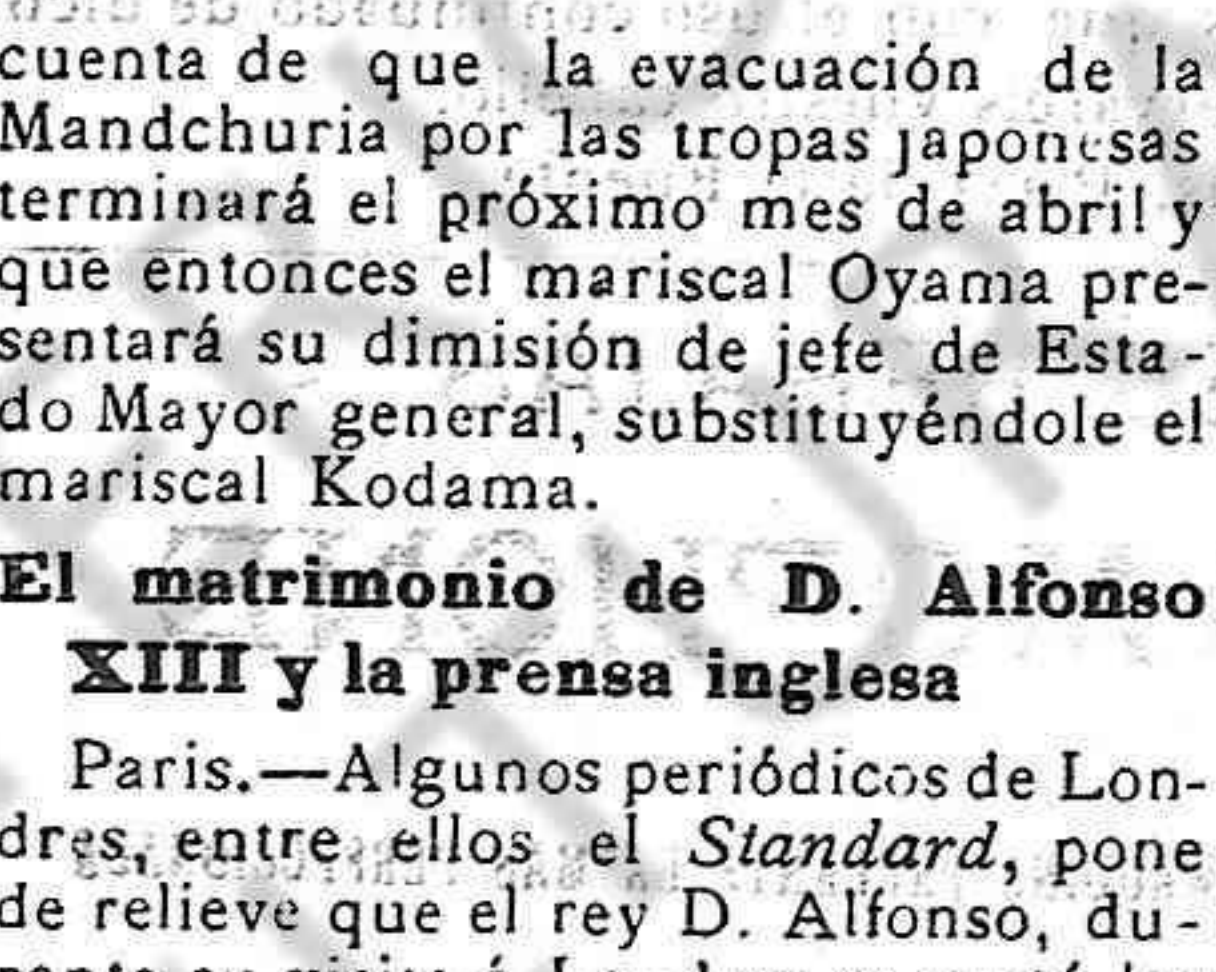 cuenta de que la evacuación de la
Mandchuria por las tropas japonesas
terminará el próximo mes de abril y
que entonces el mariscal Oyama pre-
sentará su dimisión de jefe de Esta-
do Mayor general, substituyéndole el
mariscal Kodama.
El matrimonio de D. Alfonso
XIII y la prensa inglesa
Paris.—Algunos periódicos de Lon-
dres, entre ellos el Standard, pone
de relieve que el rey D. Alfonso, du-